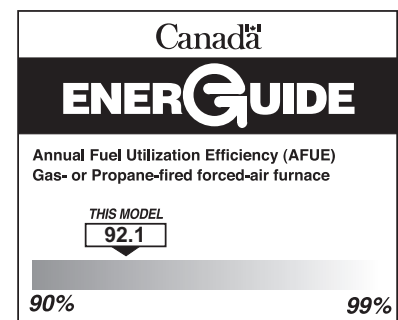 Canada
ENERGUIDE
Annual Fuel Utilization Efficiency (AFUE)
Gas- or Propane-fired forced-air furnace
THIS MODEL
92.1
90% 99%